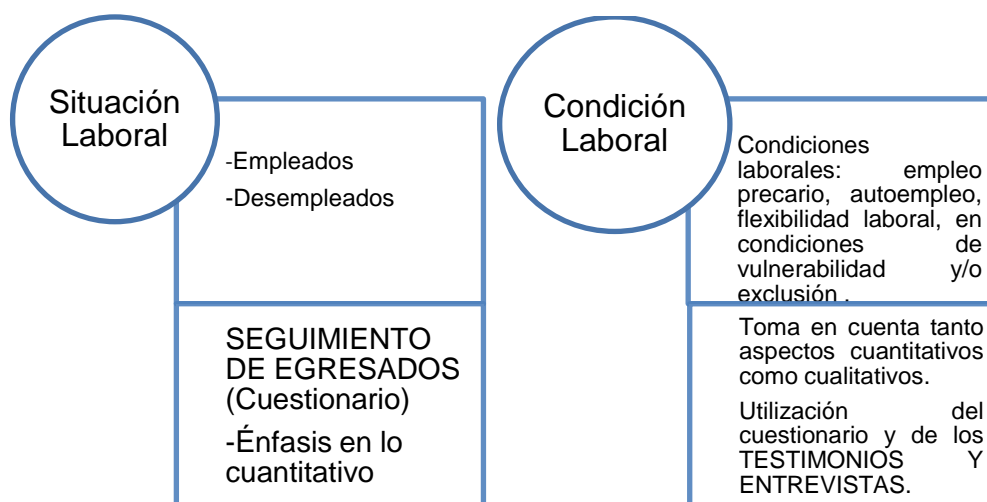 Situación
Laboral
-Empleados
-Desempleados
SEGUIMIENTO
DE EGRESADOS
(Cuestionario)
-Énfasis en lo
cuantitativo
Condición
Laboral
Condiciones
laborales: empleo
precario, autoempleo,
flexibilidad laboral, en
condiciones de
vulnerabilidad y/o
exclusión .
Toma en cuenta tanto
aspectos cuantitativos
como cualitativos.
Utilización del
cuestionario y de los
TESTIMONIOS Y
ENTREVISTAS.